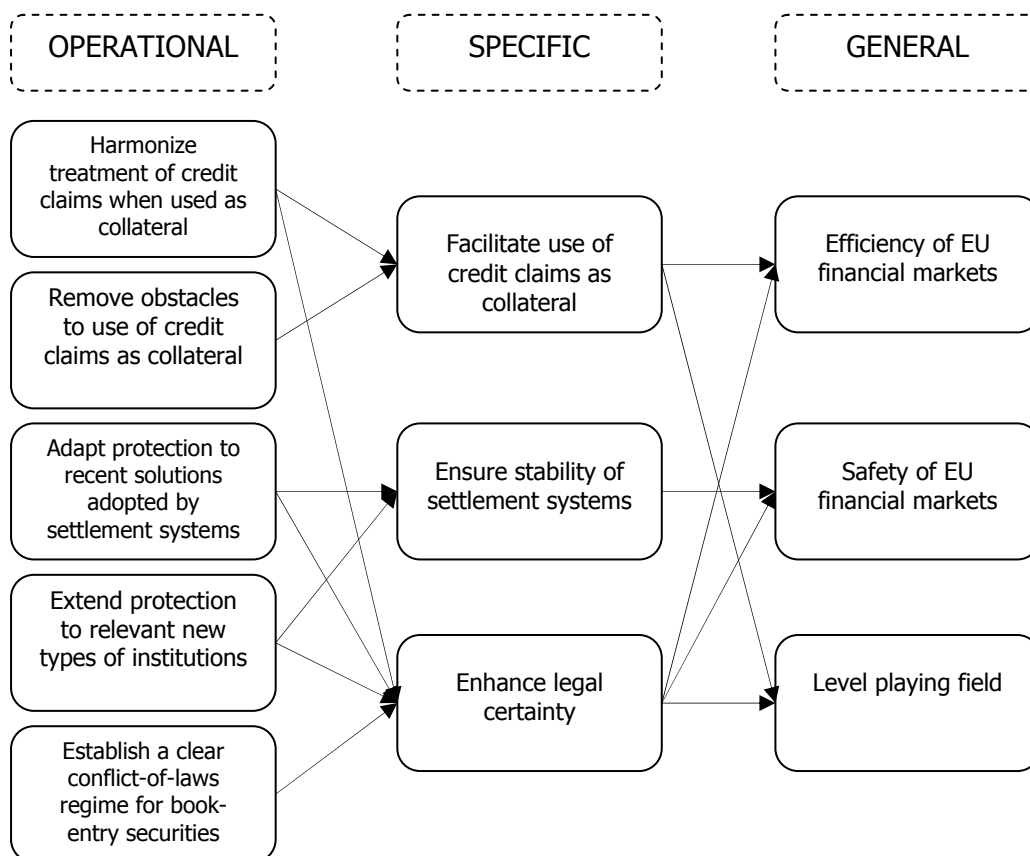 OPERATIONAL
SPECIFIC
GENERAL
Harmonize
treatment of credit
claims when used as
collateral
Remove obstacles
to use of credit
claims as collateral
Adapt protection to
recent solutions
adopted by
settlement systems
Extend protection
to relevant new
types of institutions
Establish a clear
conflict-of-laws
regime for book-
entry securities
Facilitate use of
credit claims as
collateral
Ensure stability of
settlement systems
Enhance legal
certainty
Efficiency of EU
financial markets
Safety of EU
financial markets
Level playing field